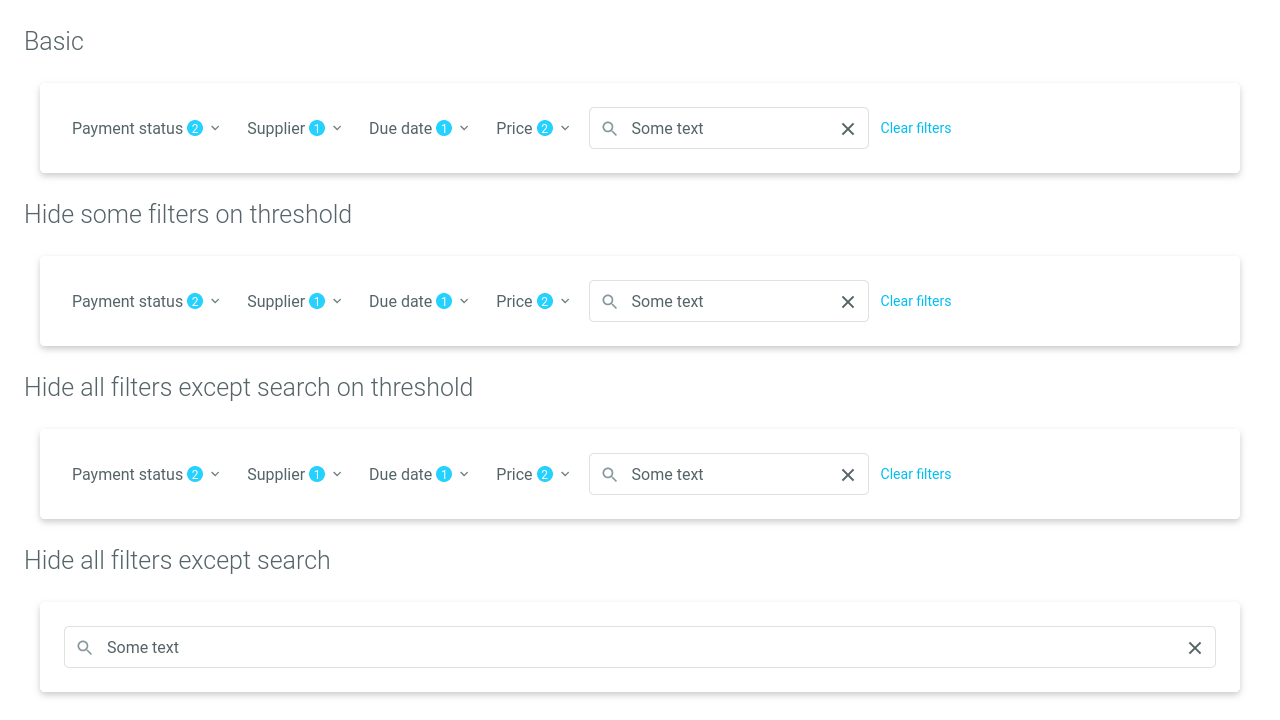 Basic
Payment status 2 Supplier 1 Due date 1 Price 2 Some text Clear filters
Hide some filters on threshold
Payment status 2 Supplier 1 Due date 1 Price 2 Some text Clear filters
Hide all filters except search on threshold
Payment status 2 Supplier 1 Due date 1 Price 2 Some text Clear filters
Hide all filters except search
Some text